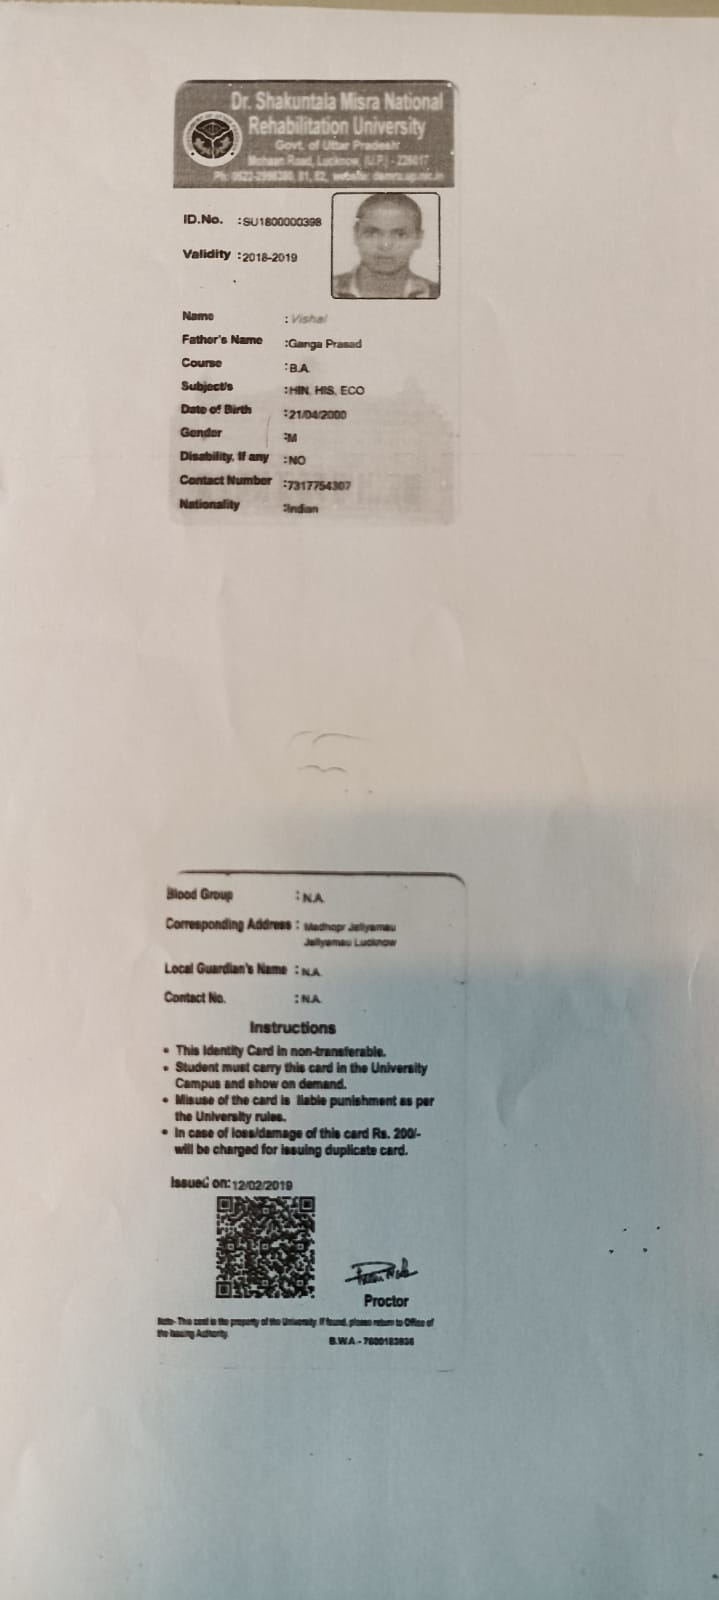 Dr. Shakuntala Misra National
Rehabilitation University
Govt. of Uttar Pradesh
Mohaan Road, Lucknow, (U.P.) - 226017
Ph: website: dsmru.up.nic.in
ID.No. :SU1800000398
Validity :2018-2019
Name : Vishal
Father's Name :Ganga Prasad
Course :B.A.
Subject/s :HIN, HIS, ECO
Date of Birth :21/04/2000
Gender :M
Disability, If any :NO
Contact Number :7317754307
Nationality :Indian
Blood Group : N.A.
Corresponding Address : Madhopr Jaliyamau
Jaliyamau Lucknow
Local Guardian's Name : N.A.
Contact No. : N.A.
Instructions
• This Identity Card in non-transferable.
• Student must carry this card in the University
Campus and show on demand.
• Misuse of the card is liable punishment as per
the University rules.
• In case of loss/damage of this card Rs. 200/-
will be charged for issuing duplicate card.
Issued on: 12/02/2019
Proctor
Note- This card is the property of the University. If found, please return to Office of
the Issuing Authority.
B.W.A -